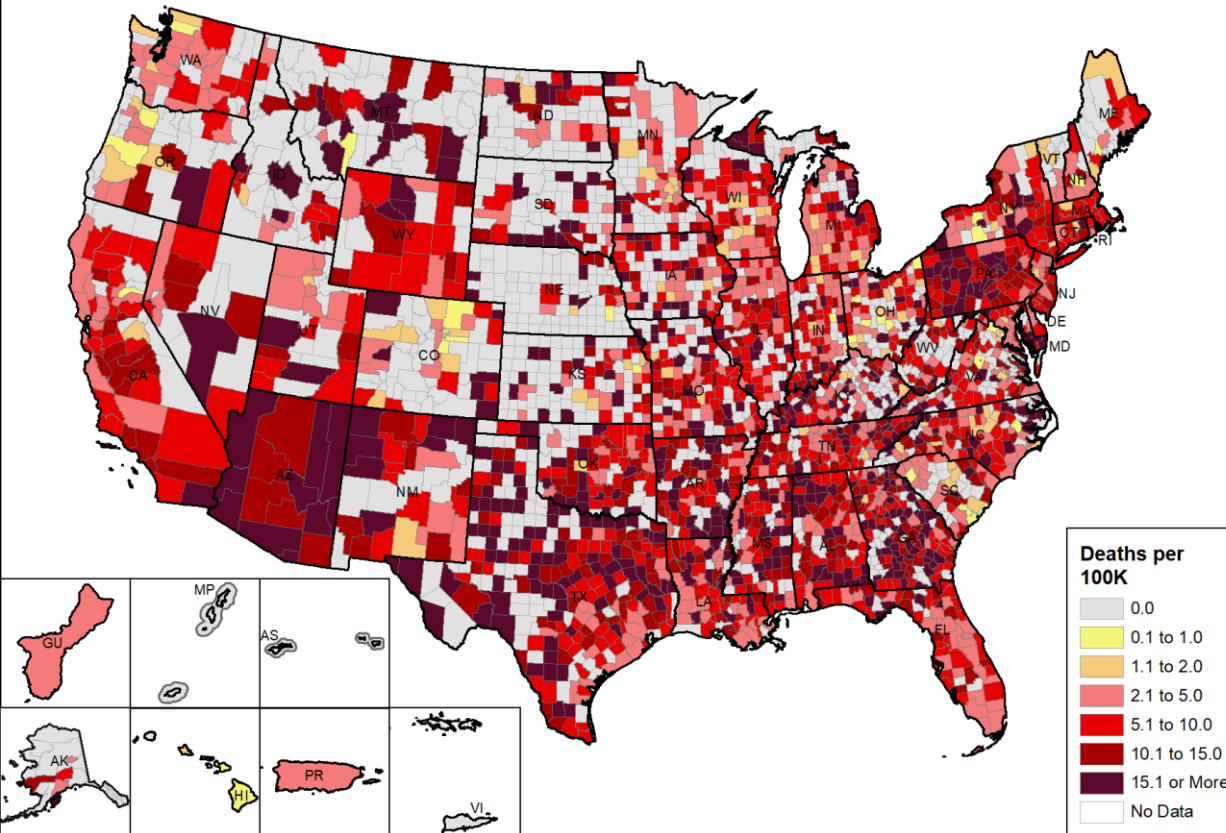 WA
MT
ND
MN
ME
OR
ID
SD
WI
VT
NH
NY
MA
CT
RI
WY
MI
IA
PA
NE
NJ
NV
UT
CO
IL
IN
OH
DE
MD
WV
VA
CA
KS
MO
KY
AZ
NM
OK
AR
TN
NC
SC
MS
AL
GA
TX
LA
FL
GU
MP
AS
AK
HI
PR
VI
Deaths per
100K
0.0
0.1 to 1.0
1.1 to 2.0
2.1 to 5.0
5.1 to 10.0
10.1 to 15.0
15.1 or More
No Data